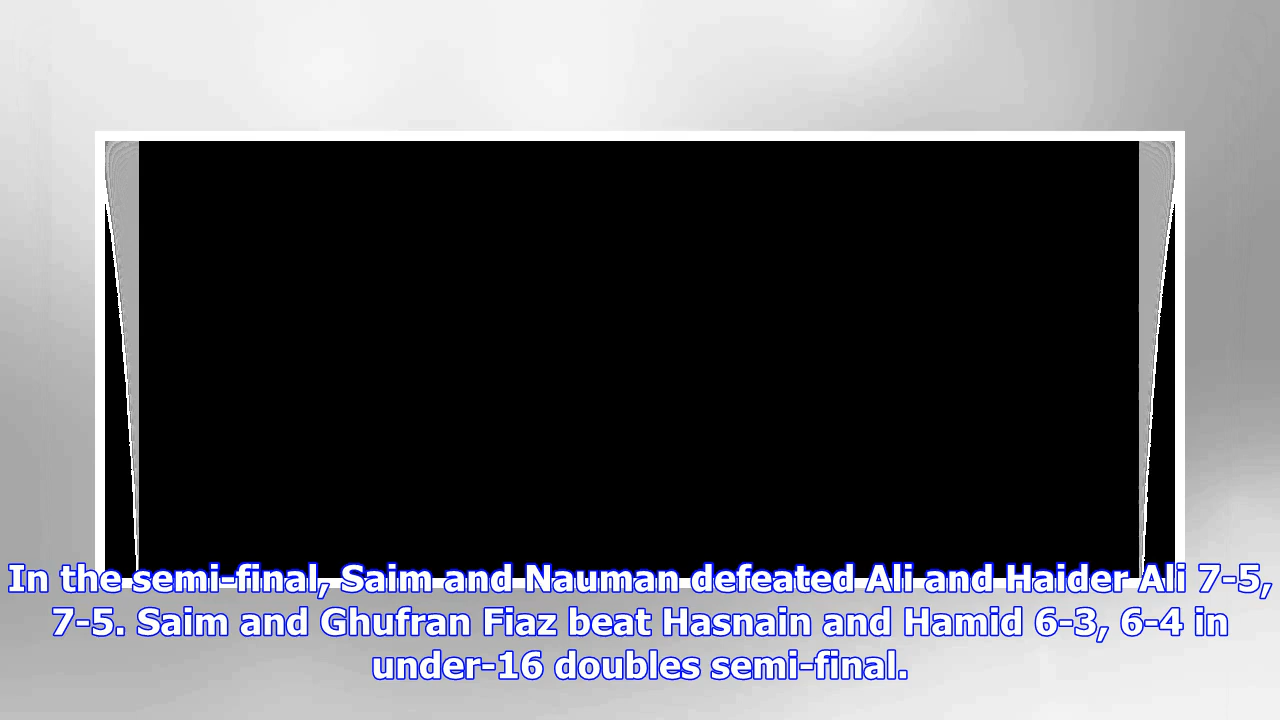 In the semi-final, Saim and Nauman defeated Ali and Haider Ali 7-5,
7-5. Saim and Ghufran Fiaz beat Hasnain and Hamid 6-3, 6-4 in
under-16 doubles semi-final.